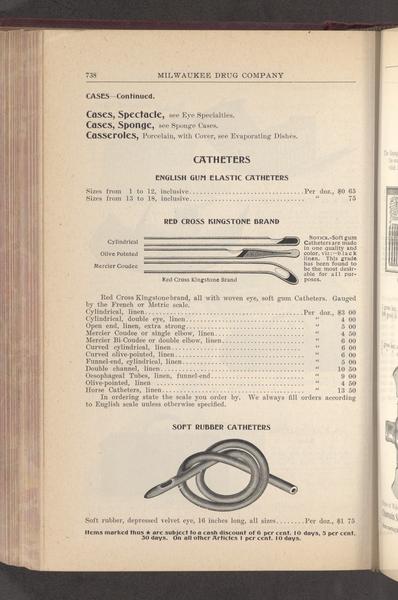 738 MILWAUKEE DRUG COMPANY
CASES—Continued.
Cases, Spectacle, see Eye Specialties.
Cases, Sponge, see Sponge Cases.
Casseroles, Porcelain, with Cover, see Evaporating Dishes.
CATHETERS
ENGLISH GUM ELASTIC CATHETERS
Sizes from 1 to 12, inclusive............................Per doz., $0 65
Sizes from 13 to 18, inclusive............................ " 75
RED CROSS KINGSTONE BRAND
Cylindrical
Olive Pointed
Mercier Coudee
Red Cross Kingstone Brand
NOTICE.-Soft gum
Catheters are made
in one quality and
color, viz:—black
linen. This grade
has been found to
be the most desir-
able for all pur-
poses.
Red Cross Kingstone brand, all with woven eye, soft gum Catheters. Gauged
by the French or Metric scale.
Cylindrical, linen............................Per doz., $3 00
Cylindrical, double eye, linen............................ " 4 00
Open end, linen, extra strong............................ " 5 00
Mercier Coudee or single elbow, linen............................ " 4 50
Mercier Bi-Coudee or double elbow, linen............................ " 6 00
Curved cylindrical, linen............................ " 6 00
Curved olive-pointed, linen............................ " 6 00
Funnel-end, cylindrical, linen............................ " 5 00
Double channel, linen............................ " 10 50
Oesophageal Tubes, linen, funnel-end............................ " 9 00
Olive-pointed, linen............................ " 4 50
Horse Catheters, linen............................ " 13 50
In ordering state the scale you order by. We always fill orders according
to English scale unless otherwise specified.
SOFT RUBBER CATHETERS
Soft rubber, depressed velvet eye, 16 inches long, all sizes........Per doz., $1 75
Items marked thus ★ are subject to a cash discount of 6 per cent. 10 days, 5 per cent.
30 days. On all other Articles 1 per cent. 10 days.